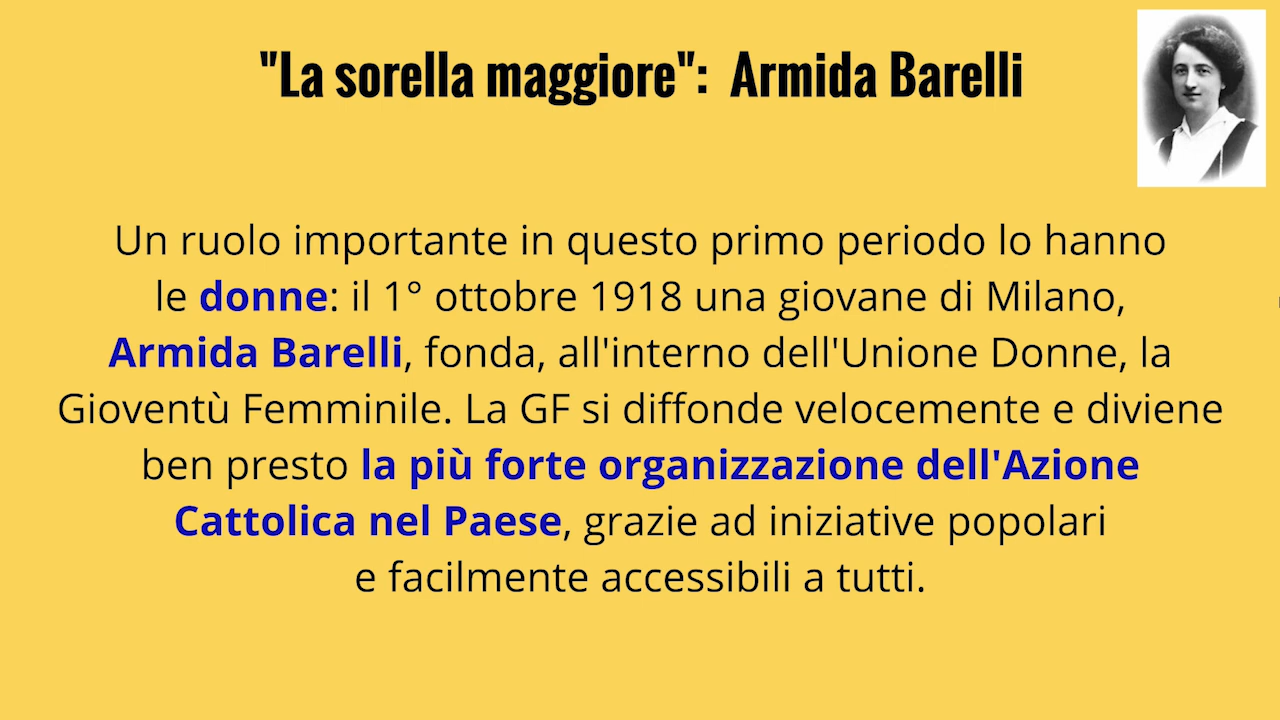 "La sorella maggiore": Armida Barelli
Un ruolo importante in questo primo periodo lo hanno
le donne: il 1° ottobre 1918 una giovane di Milano,
Armida Barelli, fonda, all'interno dell'Unione Donne, la
Gioventù Femminile. La GF si diffonde velocemente e diviene
ben presto la più forte organizzazione dell'Azione
Cattolica nel Paese, grazie ad iniziative popolari
e facilmente accessibili a tutti.